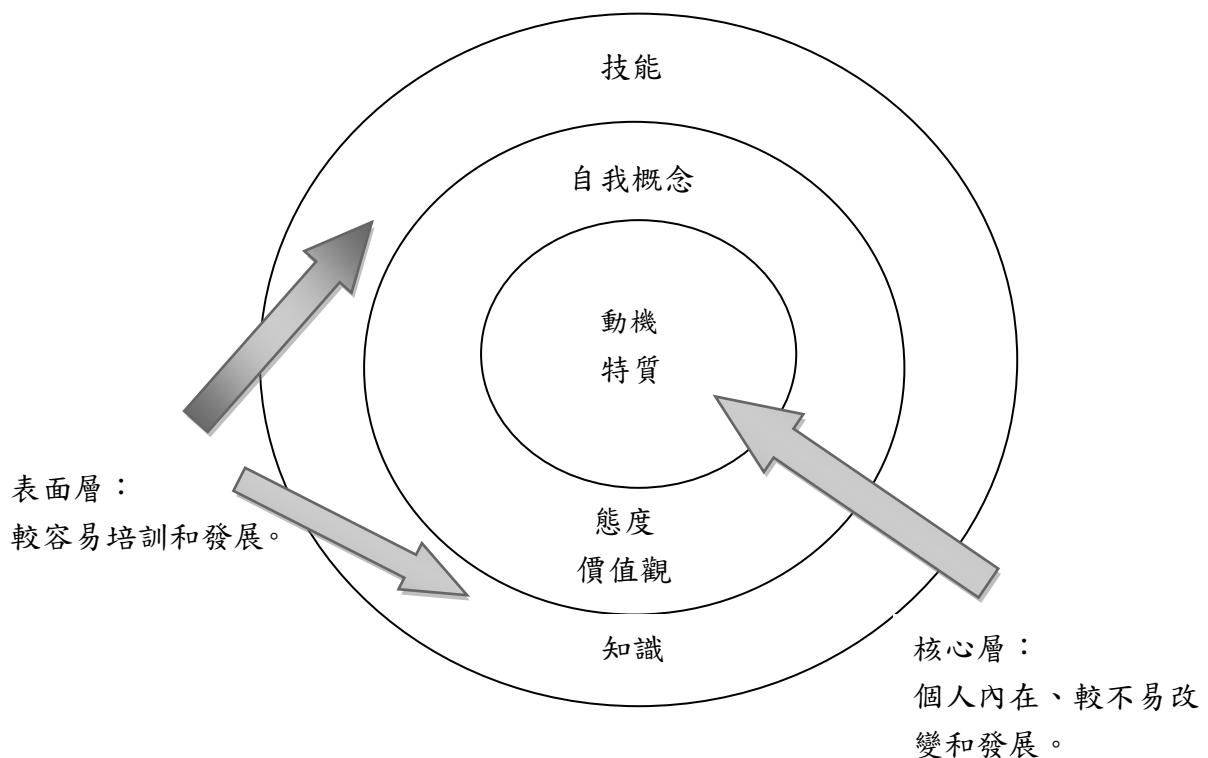 技能
自我概念
動機
特質
表面層：
較容易培訓和發展。
態度
價值觀
知識
核心層：
個人內在、較不易改
變和發展。